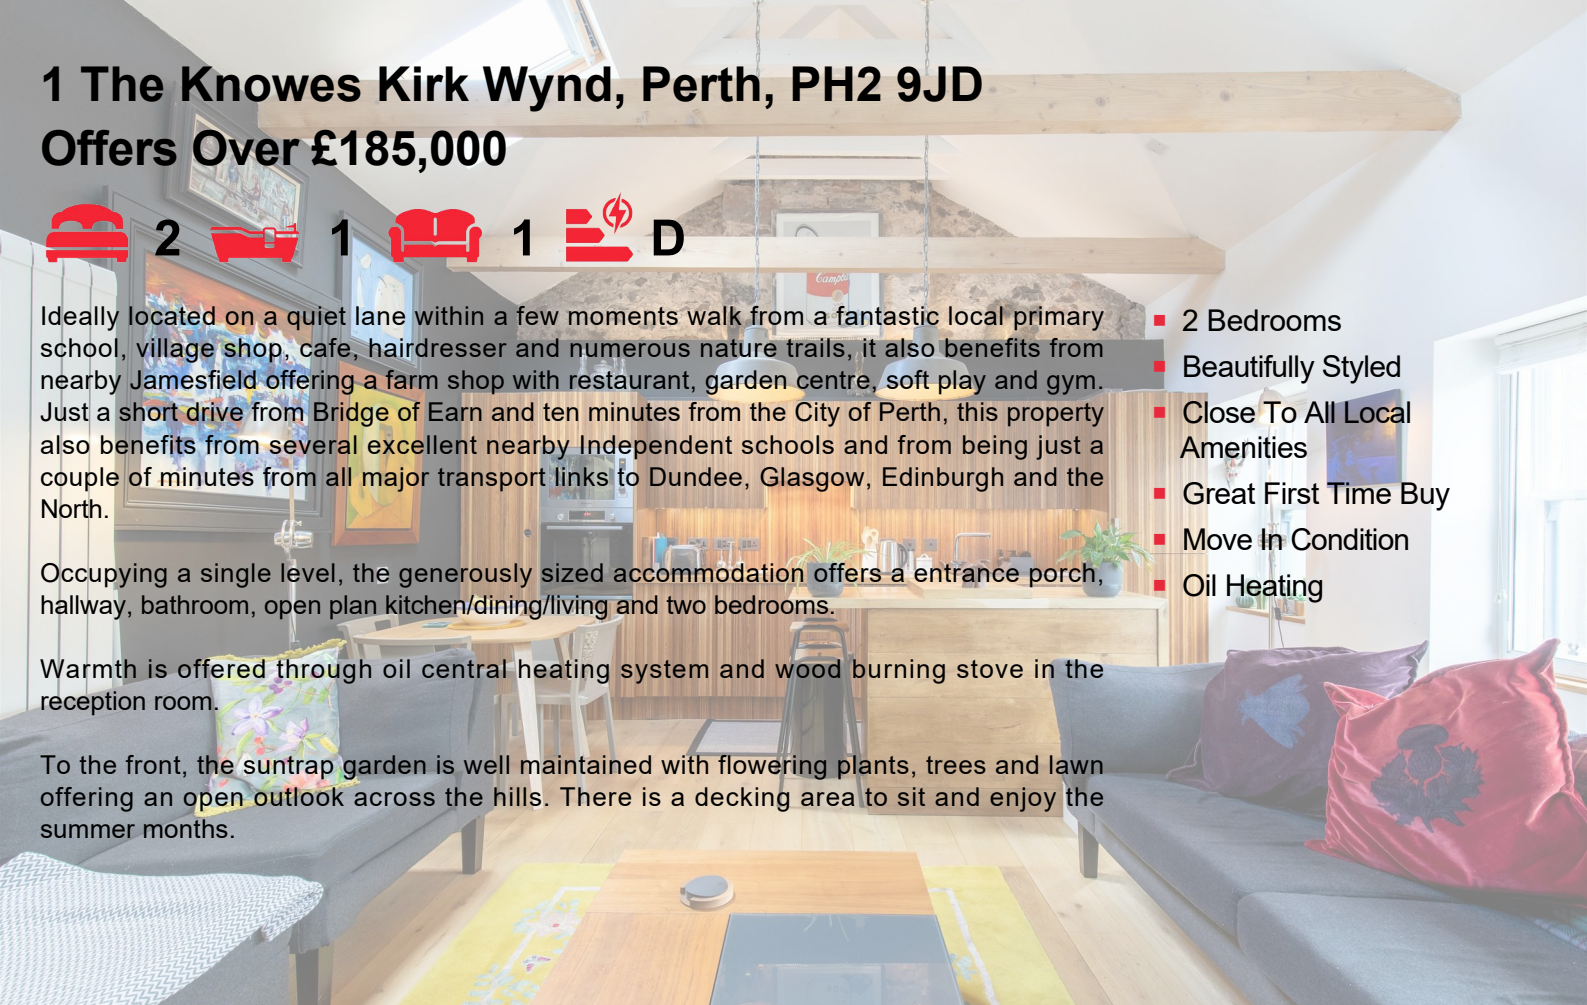 1 The Knowes Kirk Wynd, Perth, PH2 9JD
Offers Over £185,000
2 1 1 D
Ideally located on a quiet lane within a few moments walk from a fantastic local primary
school, village shop, cafe, hairdresser and numerous nature trails, it also benefits from
nearby Jamesfield offering a farm shop with restaurant, garden centre, soft play and gym.
Just a short drive from Bridge of Earn and ten minutes from the City of Perth, this property
also benefits from several excellent nearby Independent schools and from being just a
couple of minutes from all major transport links to Dundee, Glasgow, Edinburgh and the
North.
Occupying a single level, the generously sized accommodation offers a entrance porch,
hallway, bathroom, open plan kitchen/dining/living and two bedrooms.
Warmth is offered through oil central heating system and wood burning stove in the
reception room.
To the front, the suntrap garden is well maintained with flowering plants, trees and lawn
offering an open outlook across the hills. There is a decking area to sit and enjoy the
summer months.
2 Bedrooms
Beautifully Styled
Close To All Local
Amenities
Great First Time Buy
Move In Condition
Oil Heating